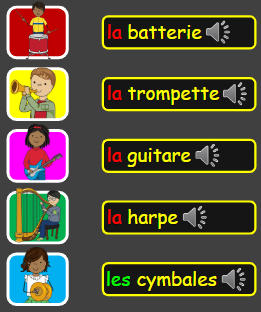 la batterie
la trompette
la guitare
la harpe
les cymbales